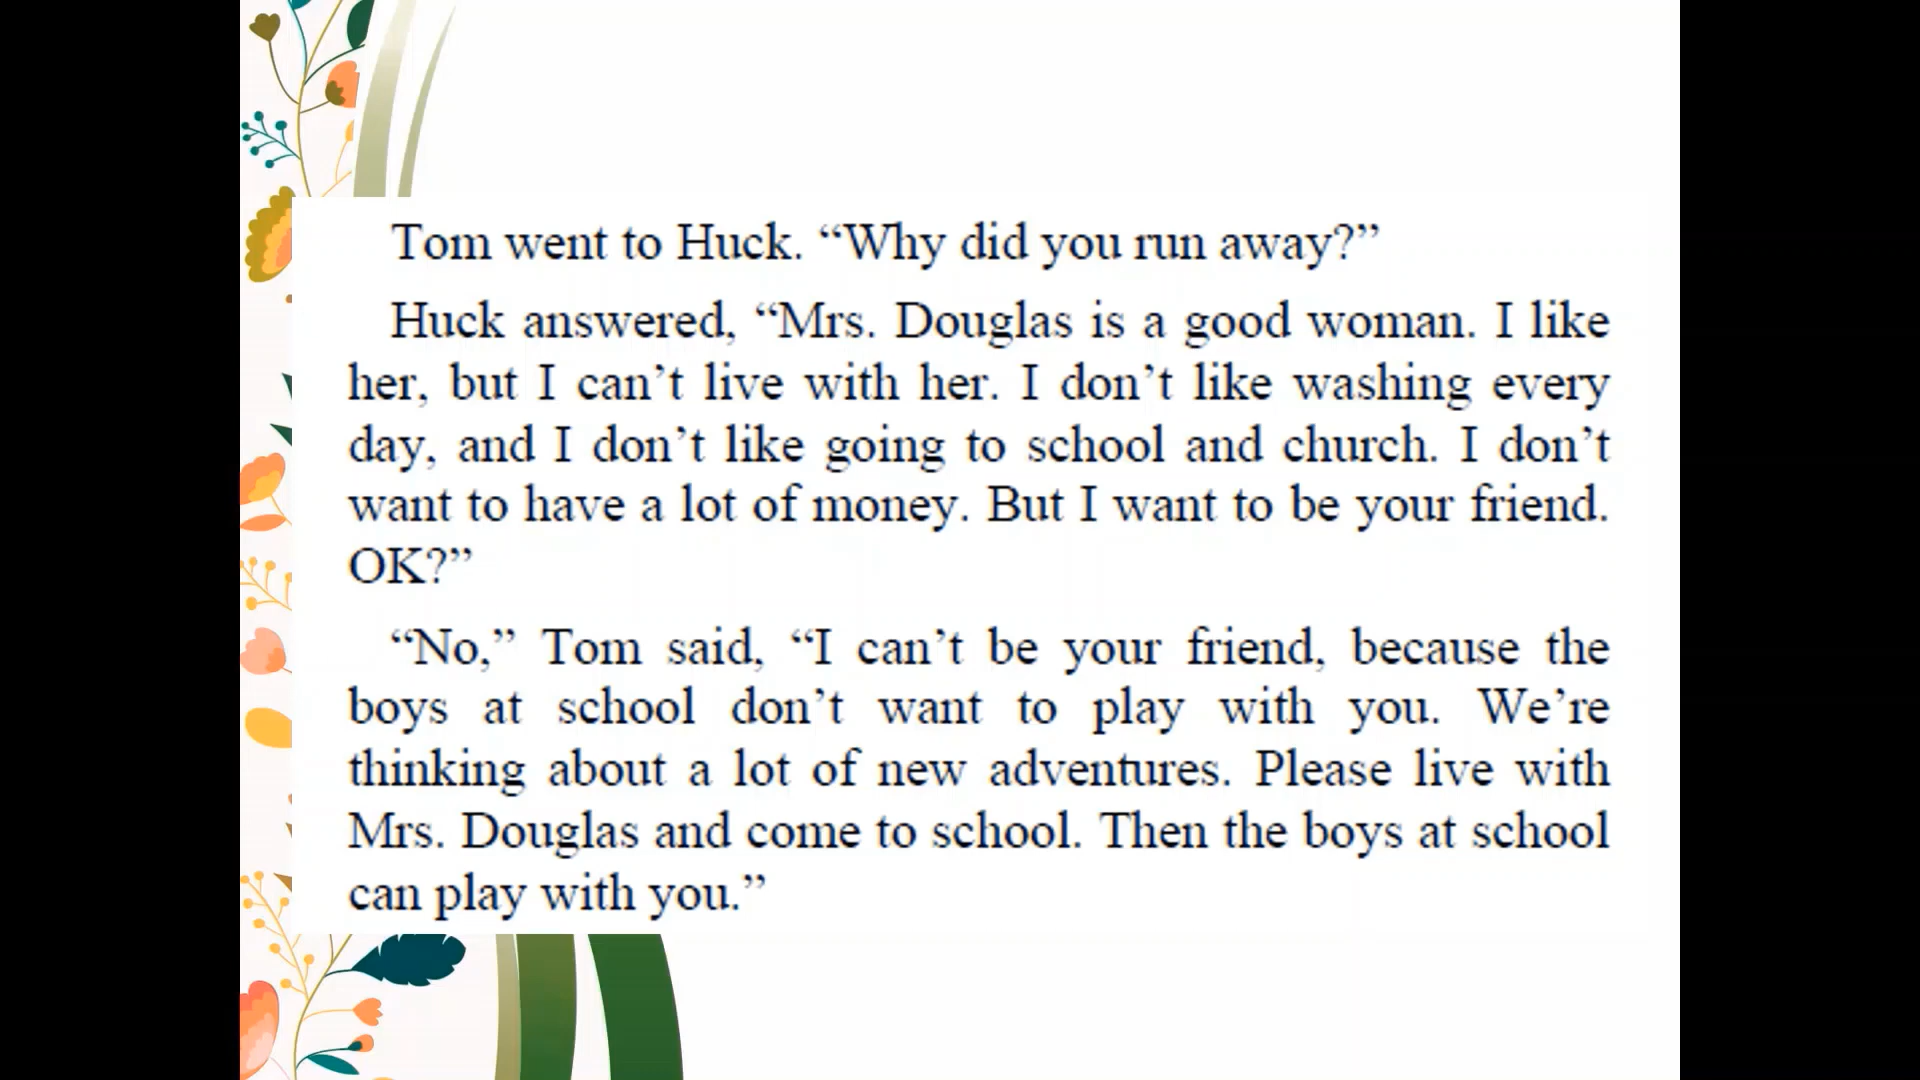 Tom went to Huck. “Why did you run away?”
Huck answered, “Mrs. Douglas is a good woman. I like
her, but I can’t live with her. I don’t like washing every
day, and I don’t like going to school and church. I don’t
want to have a lot of money. But I want to be your friend.
OK?”
“No,” Tom said, “I can’t be your friend, because the
boys at school don’t want to play with you. We’re
thinking about a lot of new adventures. Please live with
Mrs. Douglas and come to school. Then the boys at school
can play with you.”